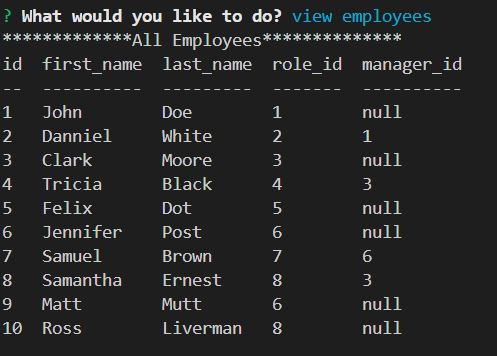 ? What would you like to do? view employees
*************All Employees**************
id  first_name  last_name  role_id  manager_id
--  ----------  ---------  -------  ----------
1   John        Doe        1        null
2   Danniel     White      2        1
3   Clark       Moore      3        null
4   Tricia      Black      4        3
5   Felix       Dot        5        null
6   Jennifer    Post       6        null
7   Samuel      Brown      7        6
8   Samantha    Ernest     8        3
9   Matt        Mutt       6        null
10  Ross        Liverman   8        null